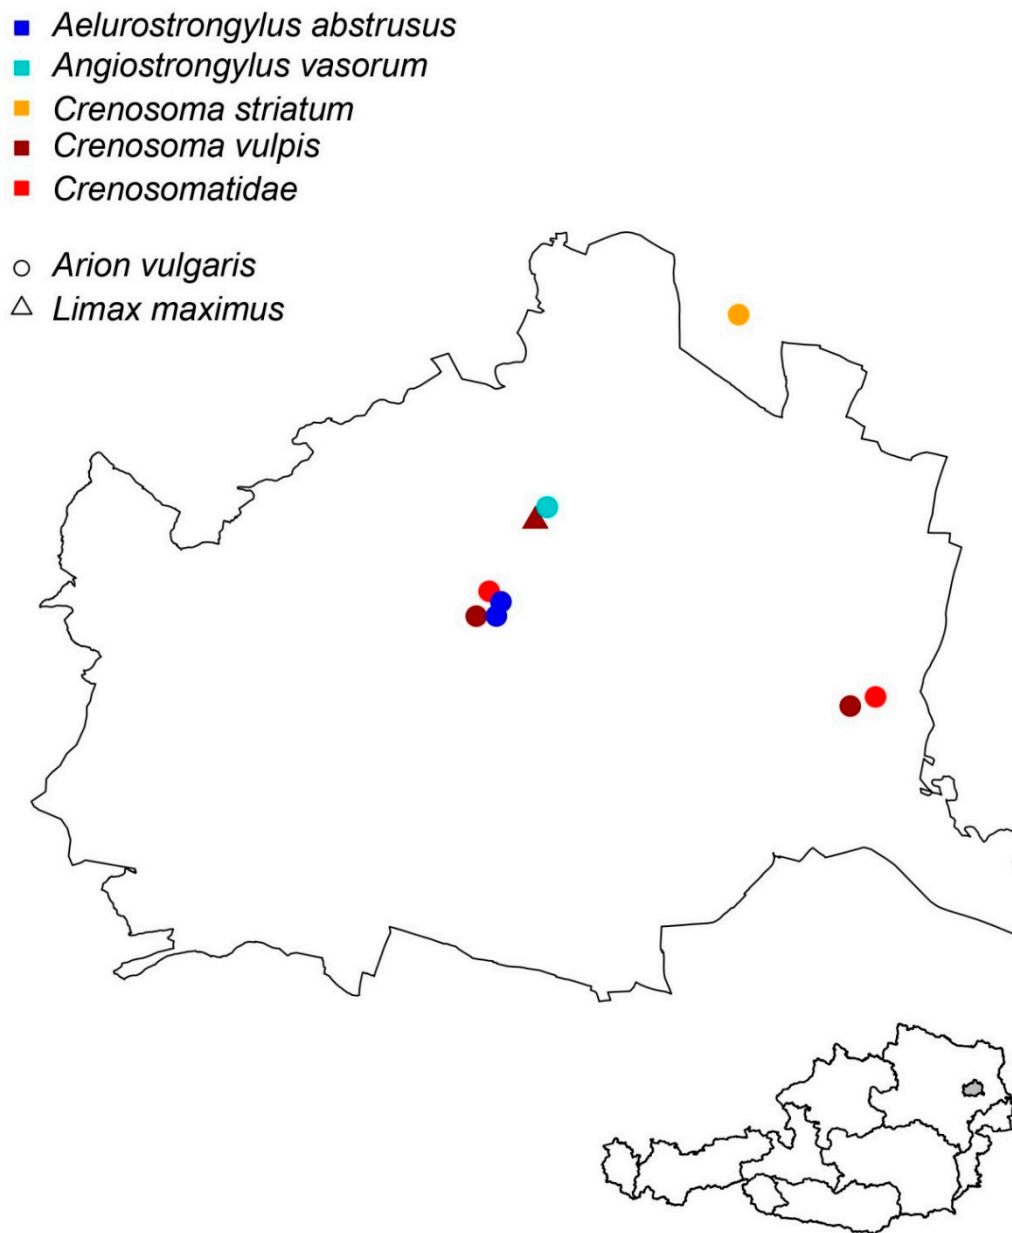 Aelurostrongylus abstrusus
Angiostrongylus vasorum
Crenosoma striatum
Crenosoma vulpis
Crenosomatidae
Arion vulgaris
Limax maximus